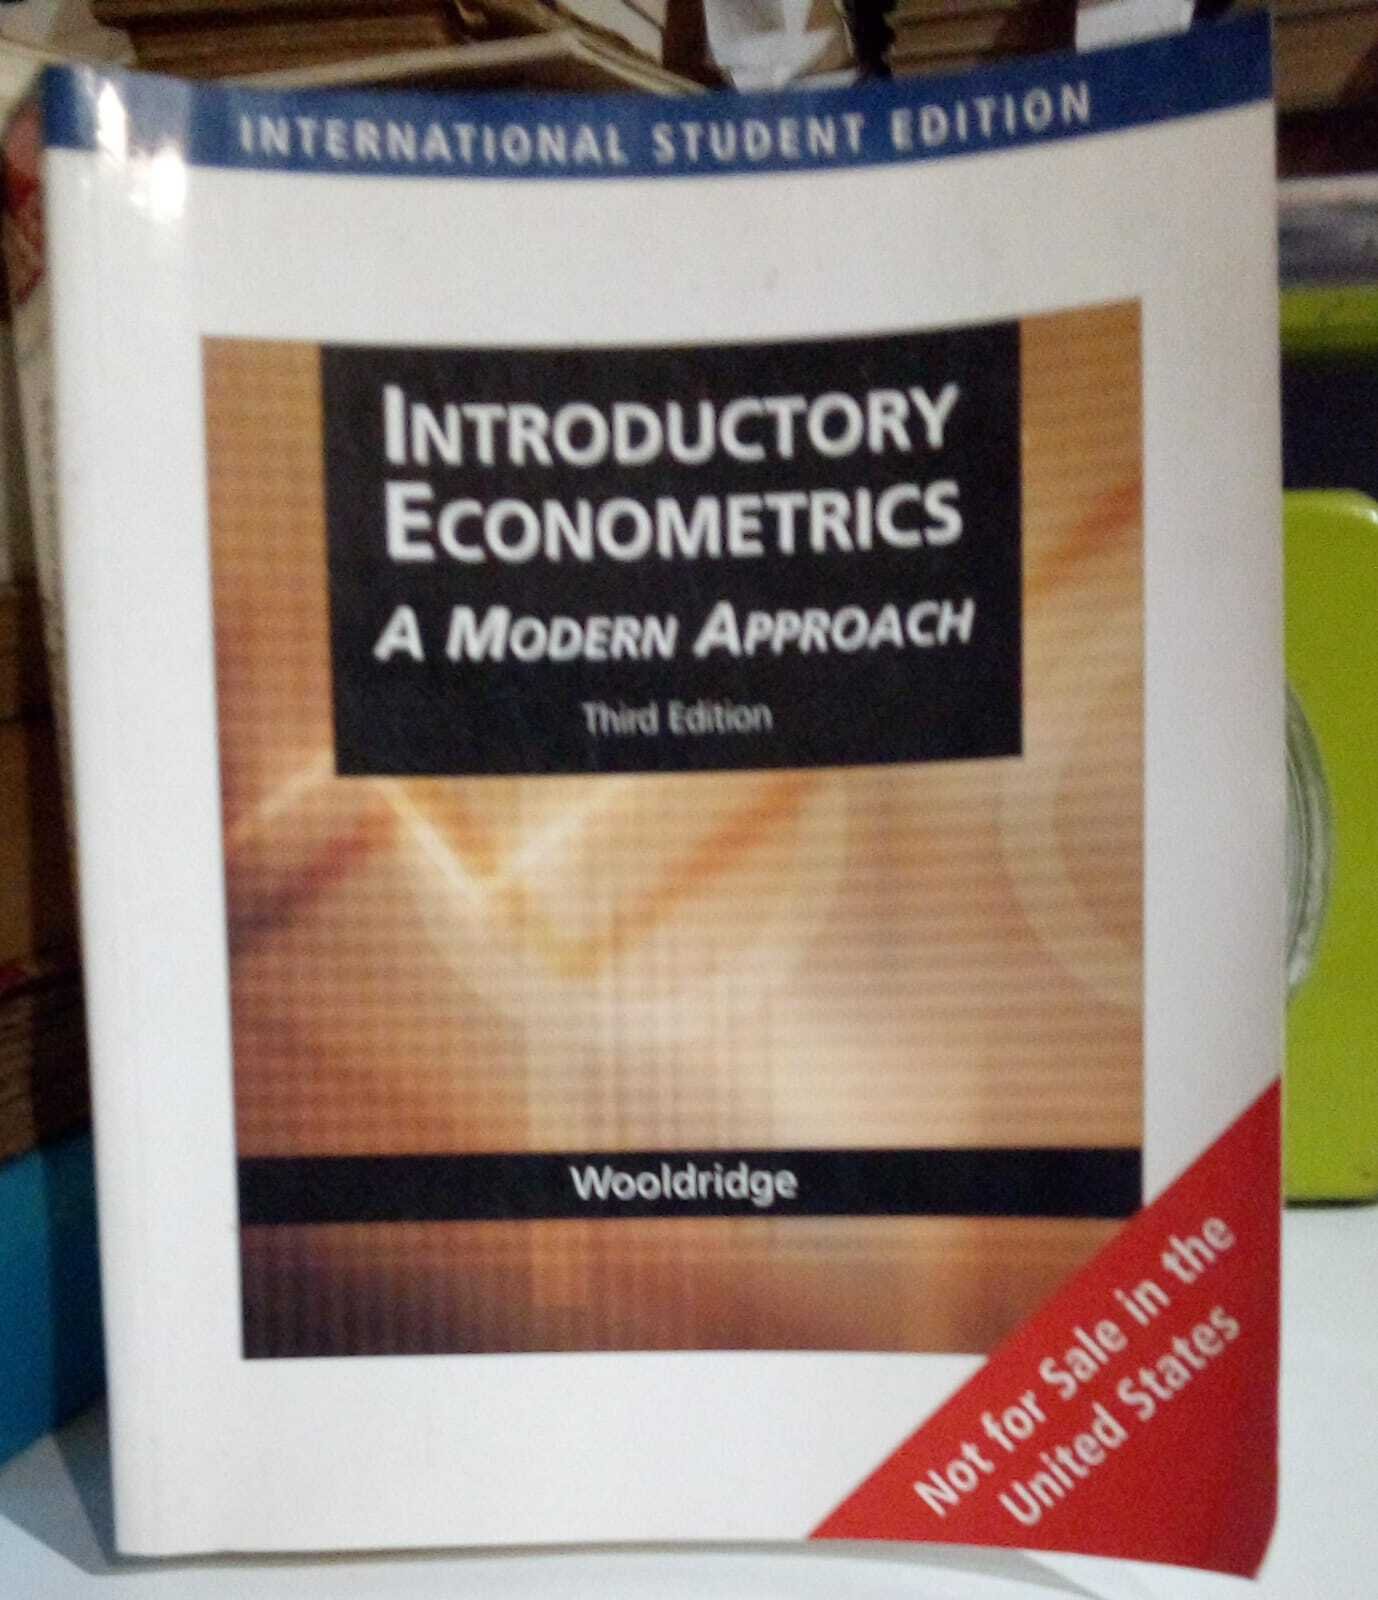 INTERNATIONAL STUDENT EDITION
INTRODUCTORY
ECONOMETRICS
A MODERN APPROACH
Third Edition
Wooldridge
Not for Sale in the
United States